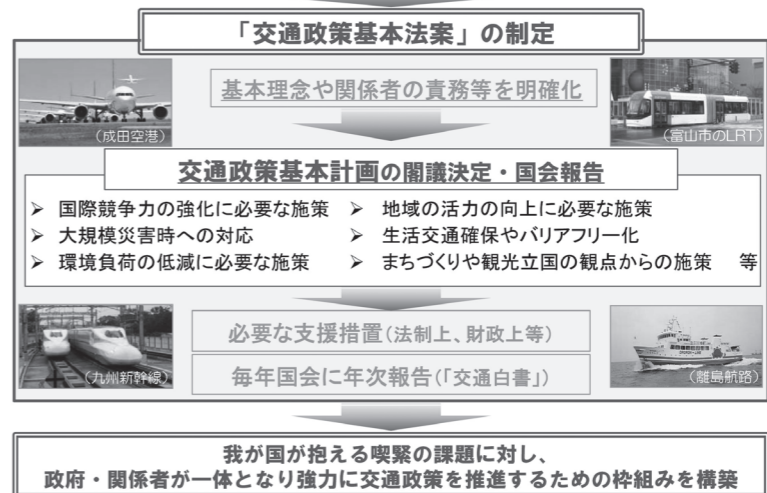 「交通政策基本法案」の制定
基本理念や関係者の責務等を明確化
（成田空港）
（富山市のLRT）
交通政策基本計画の閣議決定・国会報告
➢ 国際競争力の強化に必要な施策
➢ 地域の活力の向上に必要な施策
➢ 大規模災害時への対応
➢ 生活交通確保やバリアフリー化
➢ 環境負荷の低減に必要な施策
➢ まちづくりや観光立国の観点からの施策 等
必要な支援措置（法制上、財政上等）
毎年国会に年次報告（「交通白書」）
（九州新幹線）
（離島航路）
我が国が抱える喫緊の課題に対し、
政府・関係者が一体となり強力に交通政策を推進するための枠組みを構築